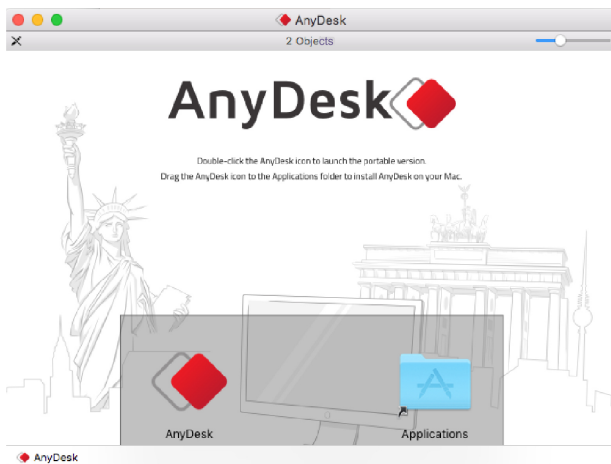 AnyDesk
2 Objects
AnyDesk
Double-click the AnyDesk icon to launch the portable version.
Drag the AnyDesk icon to the Applications folder to install AnyDesk on your Mac.
AnyDesk
Applications
AnyDesk